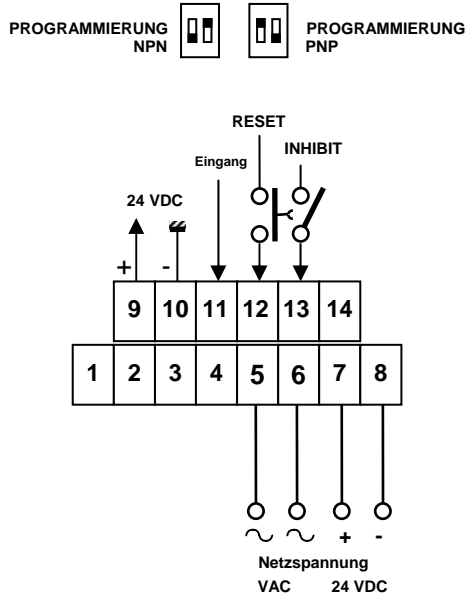 PROGRAMMIERUNG NPN
PROGRAMMIERUNG PNP
RESET
INHIBIT
Eingang
24 VDC
+ -
9 10 11 12 13 14
1 2 3 4 5 6 7 8
+ -
Netzspannung
VAC 24 VDC